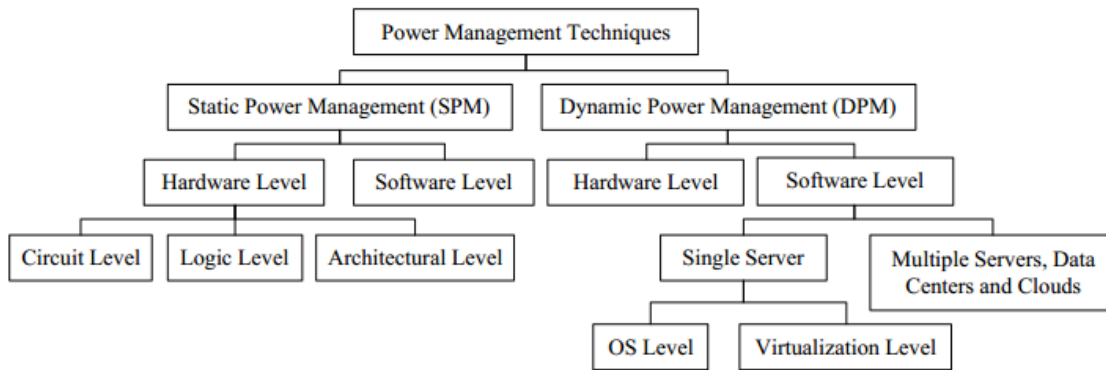 Power Management Techniques
Static Power Management (SPM)
Dynamic Power Management (DPM)
Hardware Level
Software Level
Hardware Level
Software Level
Circuit Level
Logic Level
Architectural Level
Single Server
Multiple Servers, Data
Centers and Clouds
OS Level
Virtualization Level